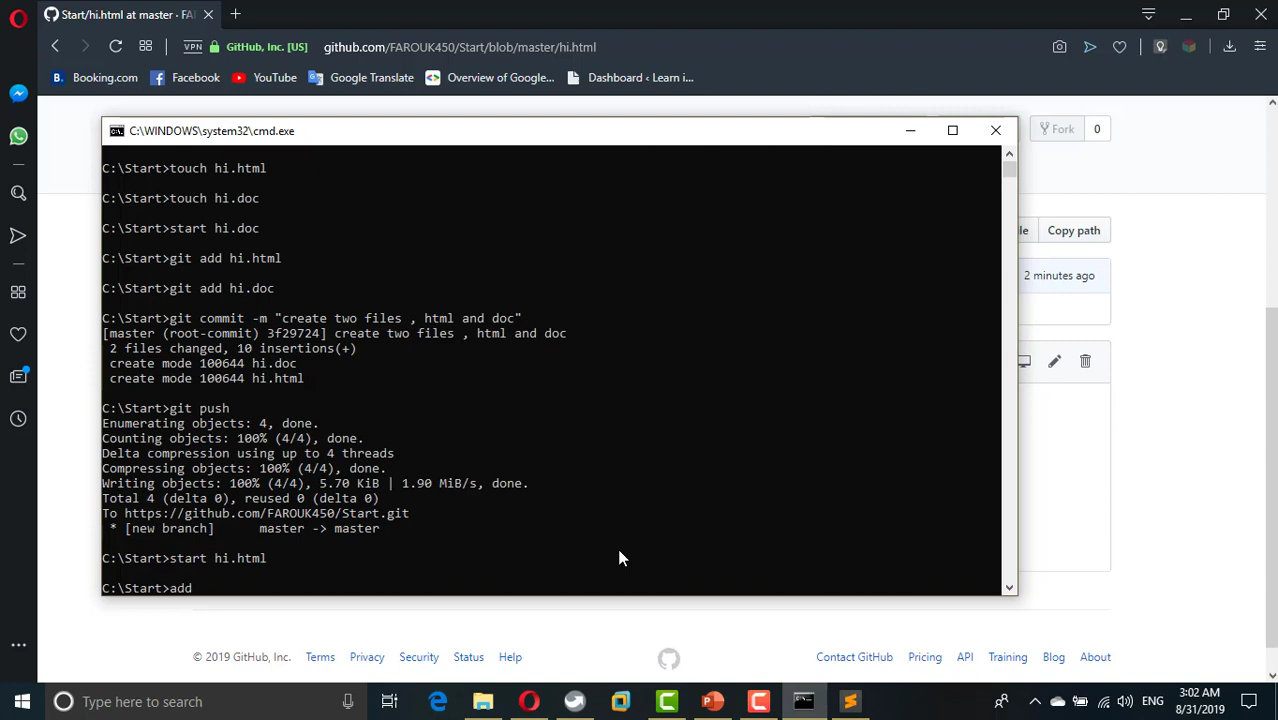 Start/hi.html at master · FA
VPN
GitHub, Inc. [US]
github.com/FAROUK450/Start/blob/master/hi.html
B. Booking.com
Facebook
YouTube
Google Translate
Overview of Google...
Dashboard ‹ Learn i...
C:\WINDOWS\system32\cmd.exe
Fork
0
C:\Start>touch hi.html
C:\Start>touch hi.doc
C:\Start>start hi.doc
le
Copy path
C:\Start>git add hi.html
2 minutes ago
C:\Start>git add hi.doc
C:\Start>git commit -m "create two files , html and doc"
[master (root-commit) 3f29724] create two files , html and doc
2 files changed, 10 insertions(+)
create mode 100644 hi.doc
create mode 100644 hi.html
C:\Start>git push
Enumerating objects: 4, done.
Counting objects: 100% (4/4), done.
Delta compression using up to 4 threads
Compressing objects: 100% (4/4), done.
Writing objects: 100% (4/4), 5.70 KiB | 1.90 MiB/s, done.
Total 4 (delta 0), reused 0 (delta 0)
To https://github.com/FAROUK450/Start.git
* [new branch] master -> master
C:\Start>start hi.html
C:\Start>add
© 2019 GitHub, Inc.
Terms
Privacy
Security
Status
Help
Contact GitHub
Pricing
API
Training
Blog
About
Type here to search
ENG
3:02 AM
8/31/2019